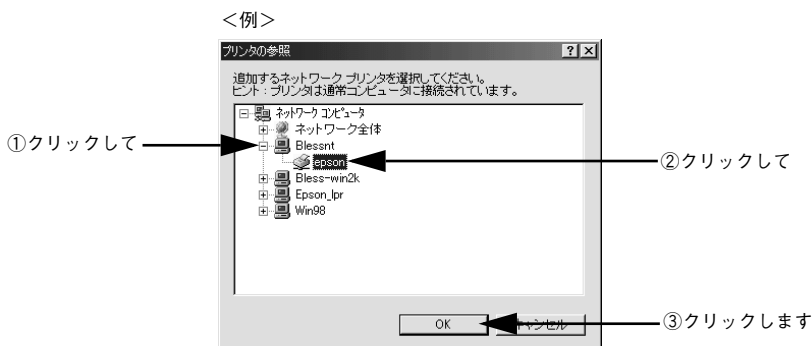 ＜例＞
プリンタの参照
追加するネットワーク プリンタを選択してください。
ヒント : プリンタは通常コンピュータに接続されています。
ネットワーク コンピュータ
ネットワーク全体
①クリックして
Blessnt
epson
②クリックして
Bless-win2k
Epson_lpr
Win98
OK
キャンセル
③クリックします